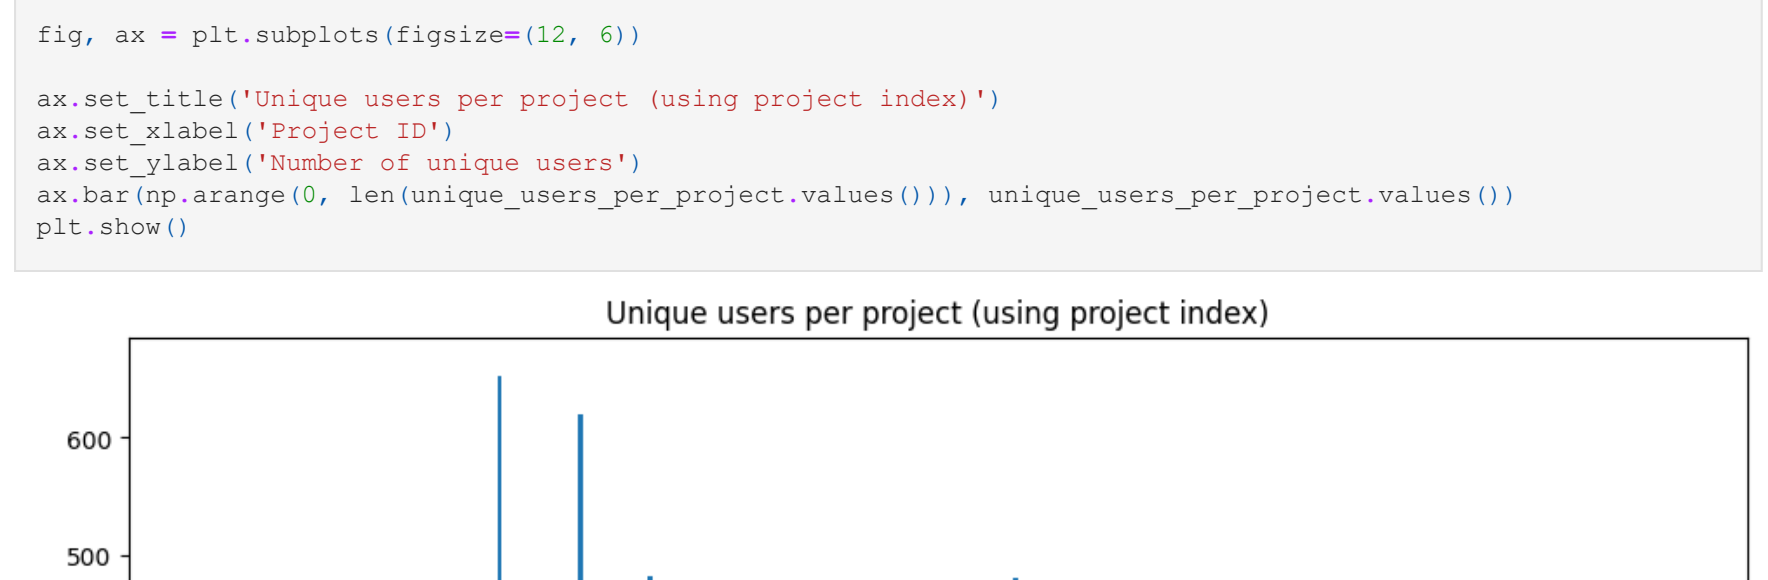 fig, ax = plt.subplots(figsize=(12, 6))
ax.set_title('Unique users per project (using project index)')
ax.set_xlabel('Project ID')
ax.set_ylabel('Number of unique users')
ax.bar(np.arange(0, len(unique_users_per_project.values())), unique_users_per_project.values())
plt.show()
Unique users per project (using project index)
600
500